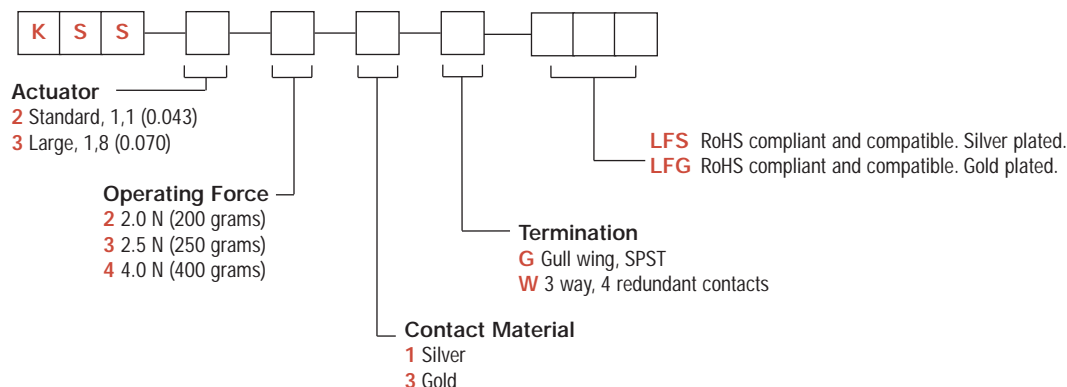 K S S
Actuator
2 Standard, 1,1 (0.043)
3 Large, 1,8 (0.070)
LFS RoHS compliant and compatible. Silver plated.
LFG RoHS compliant and compatible. Gold plated.
Operating Force
2 2.0 N (200 grams)
3 2.5 N (250 grams)
4 4.0 N (400 grams)
Termination
G Gull wing, SPST
W 3 way, 4 redundant contacts
Contact Material
1 Silver
3 Gold